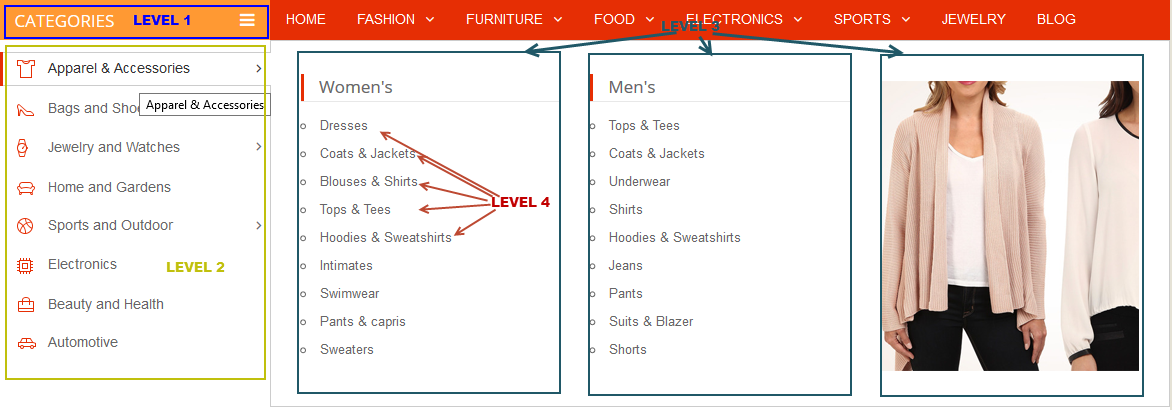 CATEGORIES LEVEL 1
HOME FASHION FURNITURE FOOD ELECTRONICS SPORTS JEWELRY BLOG
LEVEL 3
Apparel & Accessories
Bags and Sho
Apparel & Accessories
Jewelry and Watches
Home and Gardens
Sports and Outdoor
Electronics
LEVEL 2
Beauty and Health
Automotive
Women's
Dresses
Coats & Jackets
Blouses & Shirts
Tops & Tees
Hoodies & Sweatshirts
Intimates
Swimwear
Pants & capris
Sweaters
LEVEL 4
Men's
Tops & Tees
Coats & Jackets
Underwear
Shirts
Hoodies & Sweatshirts
Jeans
Pants
Suits & Blazer
Shorts